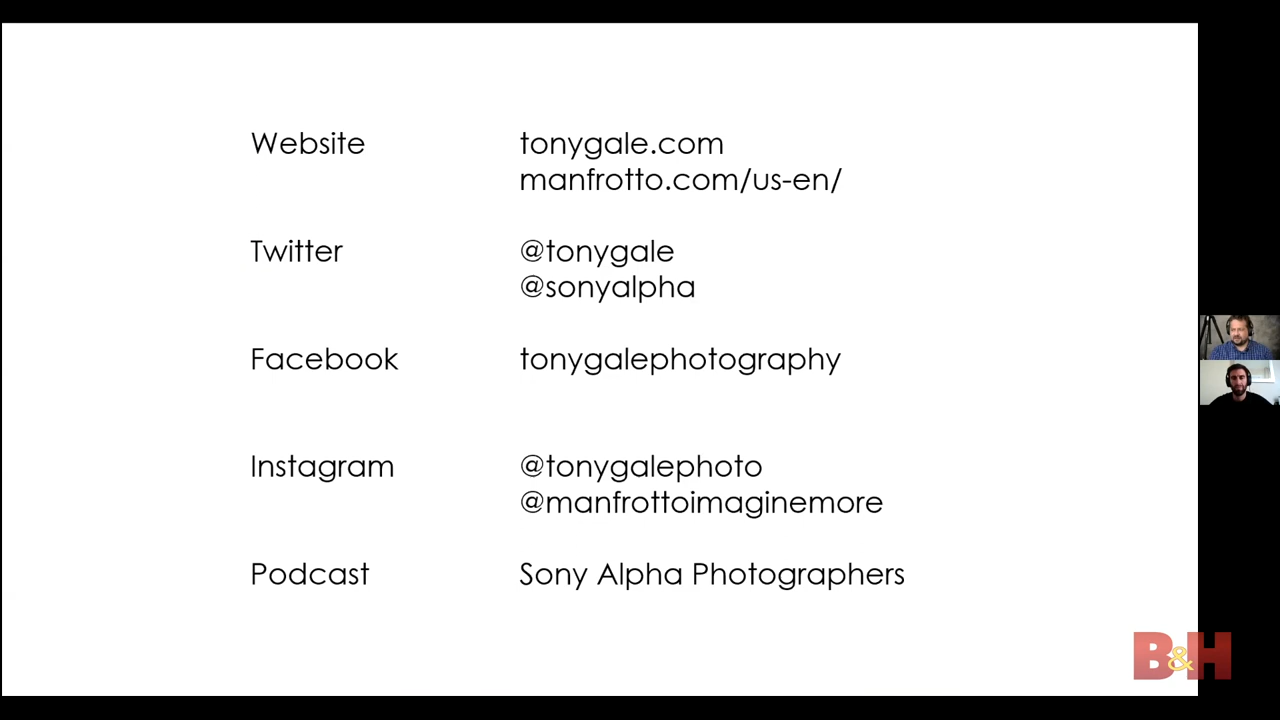 Website tonygale.com
manfrotto.com/us-en/
Twitter @tonygale
@sonyalpha
Facebook tonygalephotography
Instagram @tonygalephoto
@manfrottoimaginemore
Podcast Sony Alpha Photographers
B&H